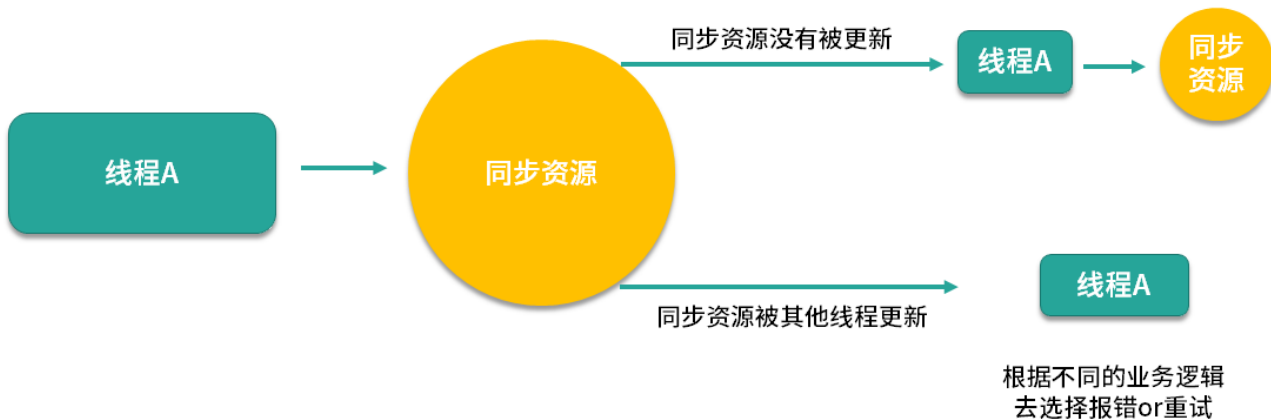 线程A
同步资源
同步资源没有被更新
线程A
同步
资源
同步资源被其他线程更新
线程A
根据不同的业务逻辑
去选择报错or重试